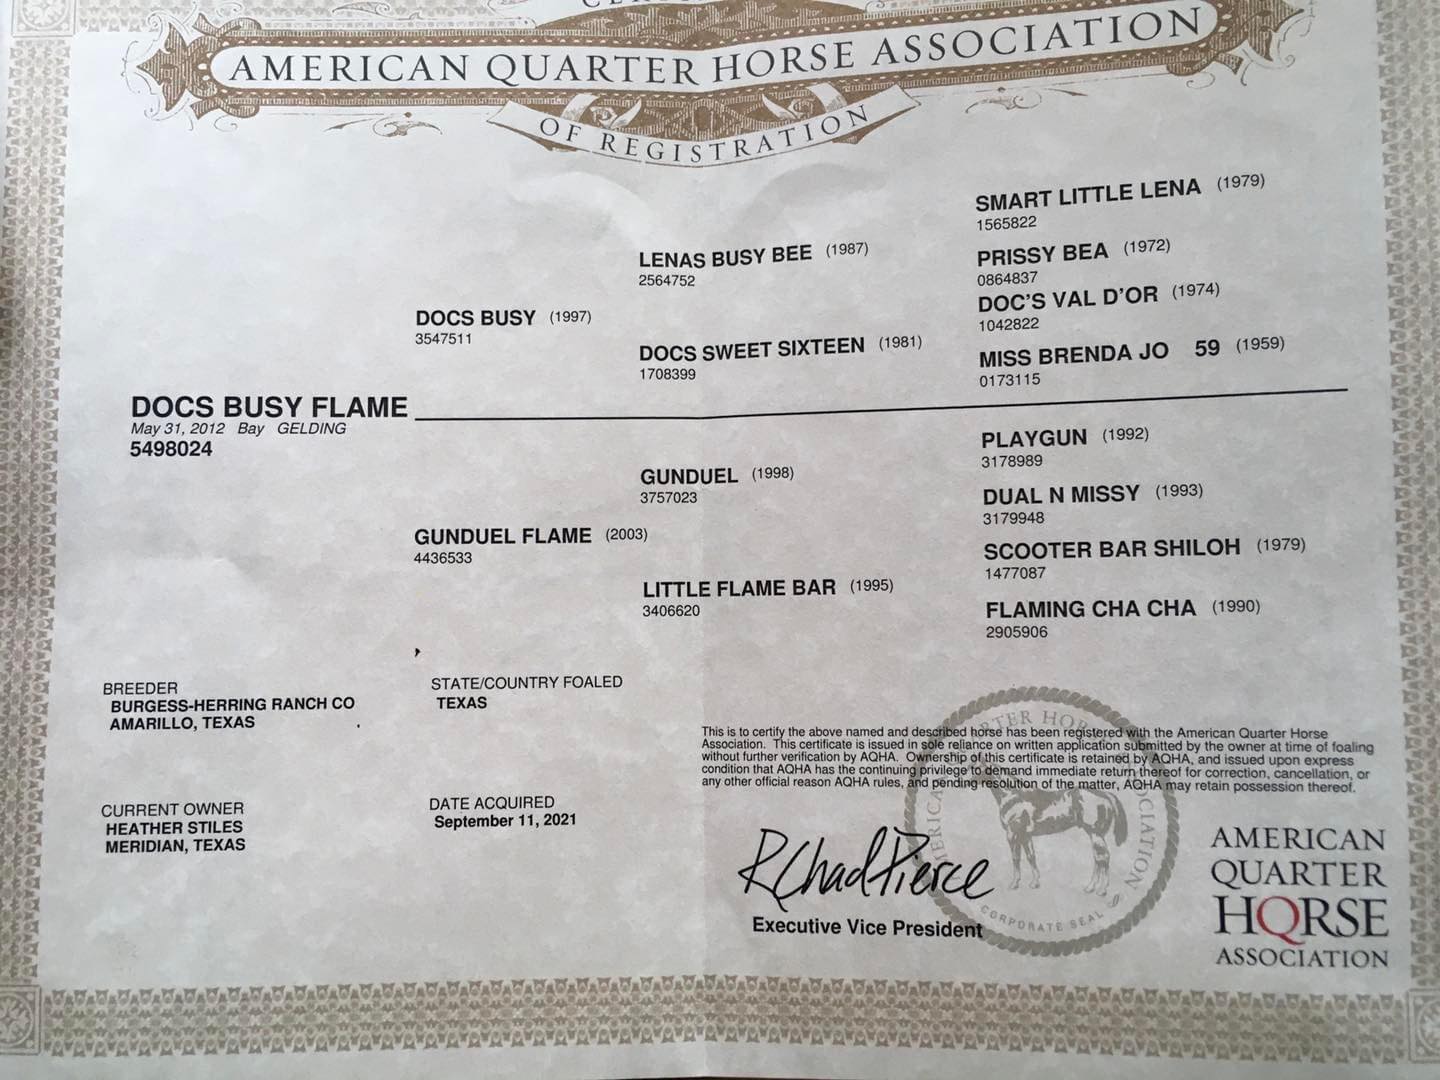 AMERICAN QUARTER HORSE ASSOCIATION
OF REGISTRATION
SMART LITTLE LENA (1979)
1565822
LENAS BUSY BEE (1987)
2564752
PRISSY BEA (1972)
0864837
DOCS BUSY (1997)
3547511
DOC'S VAL D'OR (1974)
1042822
DOCS SWEET SIXTEEN (1981)
1708399
MISS BRENDA JO 59 (1959)
0173115
DOCS BUSY FLAME
May 31, 2012 Bay GELDING
5498024
PLAYGUN (1992)
3178989
GUNDUEL (1998)
3757023
DUAL N MISSY (1993)
3179948
GUNDUEL FLAME (2003)
4436533
SCOOTER BAR SHILOH (1979)
1477087
LITTLE FLAME BAR (1995)
3406620
FLAMING CHA CHA (1990)
2905906
BREEDER
BURGESS-HERRING RANCH CO
AMARILLO, TEXAS
STATE/COUNTRY FOALED
TEXAS
This is to certify the above named and described horse has been registered with the American Quarter Horse
Association. This certificate is issued in sole reliance on written application submitted by the owner at time of foaling
without further verification by AQHA. Ownership of this certificate is retained by AQHA, and issued upon express
condition that AQHA has the continuing privilege to demand immediate return thereof for correction, cancellation, or
any other official reason AQHA rules, and pending resolution of the matter, AQHA may retain possession thereof.
CURRENT OWNER
HEATHER STILES
MERIDIAN, TEXAS
DATE ACQUIRED
September 11, 2021
R Chad Pierce
Executive Vice President
CORPORATE SEAL
AMERICAN
QUARTER
HORSE
ASSOCIATION